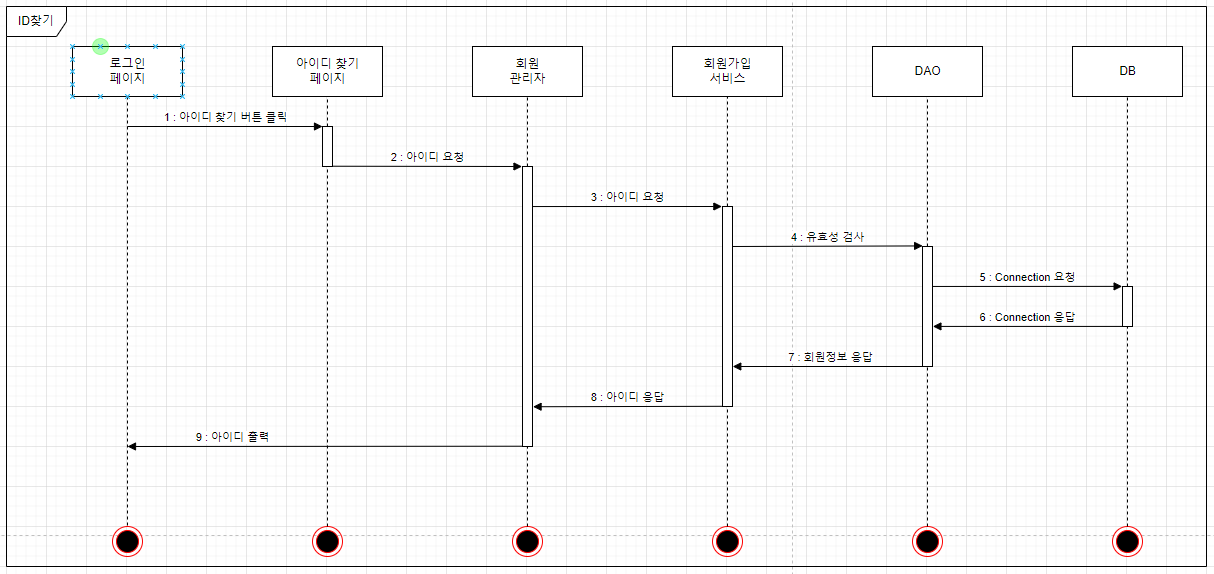 ID찾기
로그인
페이지
아이디 찾기
페이지
회원
관리자
회원가입
서비스
DAO
DB
1 : 아이디 찾기 버튼 클릭
2 : 아이디 요청
3 : 아이디 요청
4 : 유효성 검사
5 : Connection 요청
6 : Connection 응답
7 : 회원정보 응답
8 : 아이디 응답
9 : 아이디 출력